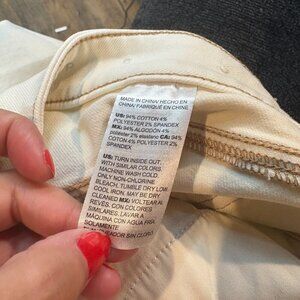 MADE IN CHINA/ HECHO EN
CHINA/ FABRIQUÉ EN
CHINE
US: 94% COTTON 4%
POLYESTER 2% SPANDEX
MX: 94% ALGODÓN 4%
poliéster 2% elastano CA: 94%
COTTON 4% POLYESTER 2%
SPANDEX
US: TURN INSIDE OUT
WITH SIMILAR COLORS.
MACHINE WASH COLD.
ONLY NON-CHLORINE
BLEACH. TUMBLE DRY LOW
COOL IRON. MAY BE DRY
CLEANED MX: VOLTEAR AL
REVÉS. CON COLORES
SIMILARES. LAVAR A
MÁQUINA CON AGUA FRÍA.
SOLAMENTE
SIN CLORO